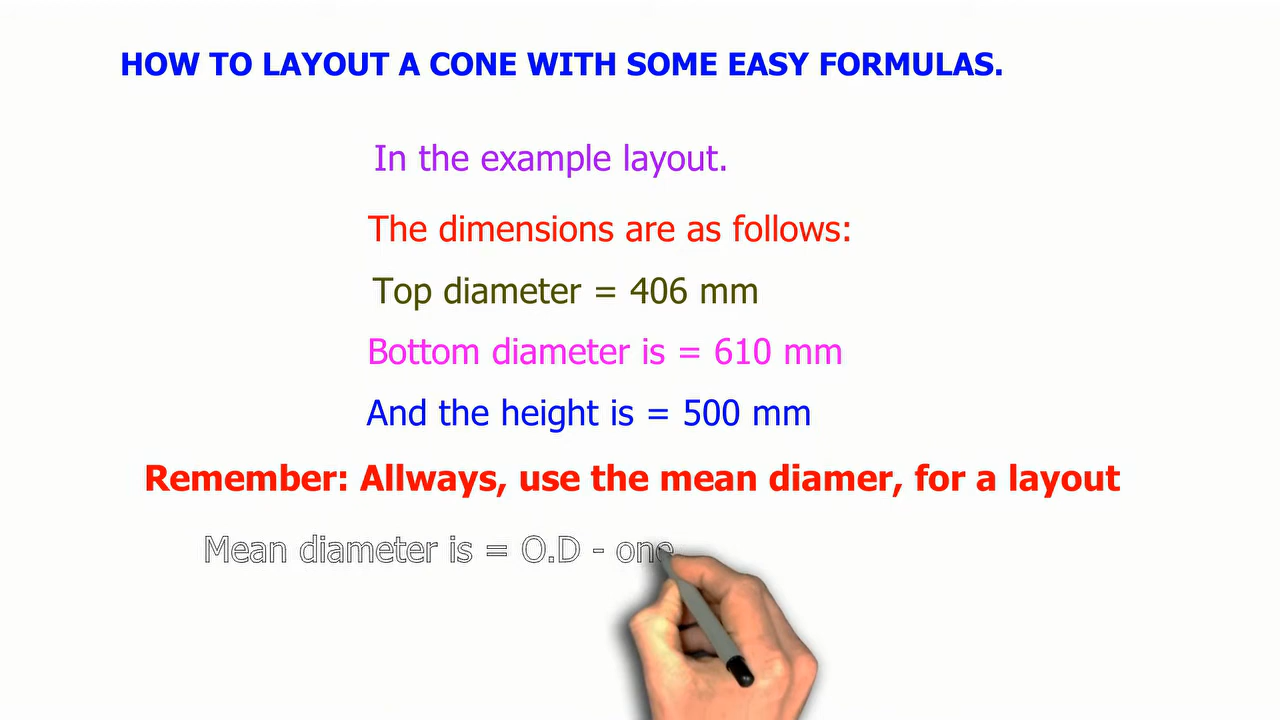 HOW TO LAYOUT A CONE WITH SOME EASY FORMULAS.
In the example layout.
The dimensions are as follows:
Top diameter = 406 mm
Bottom diameter is = 610 mm
And the height is = 500 mm
Remember: Allways, use the mean diamer, for a layout
Mean diameter is = O.D - one